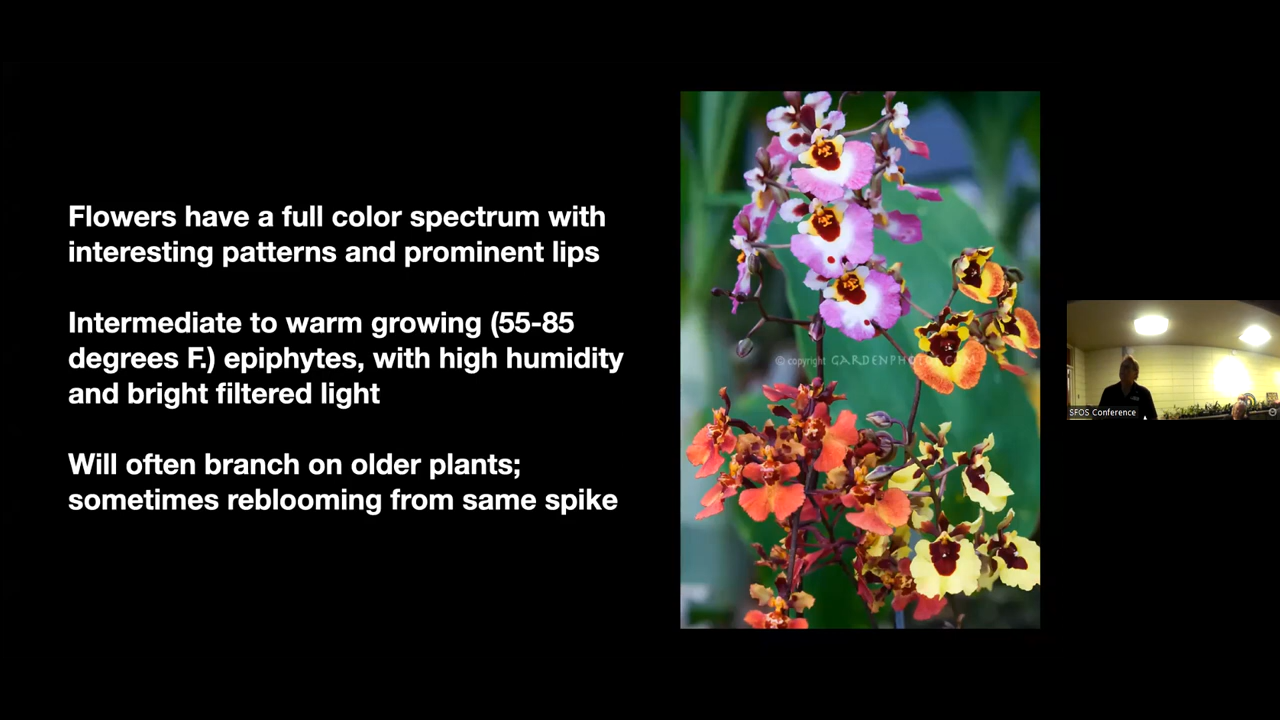 Flowers have a full color spectrum with
interesting patterns and prominent lips
Intermediate to warm growing (55-85
degrees F.) epiphytes, with high humidity
and bright filtered light
Will often branch on older plants;
sometimes reblooming from same spike
© copyright GARDENPHOTOS.COM
SFOS Conference